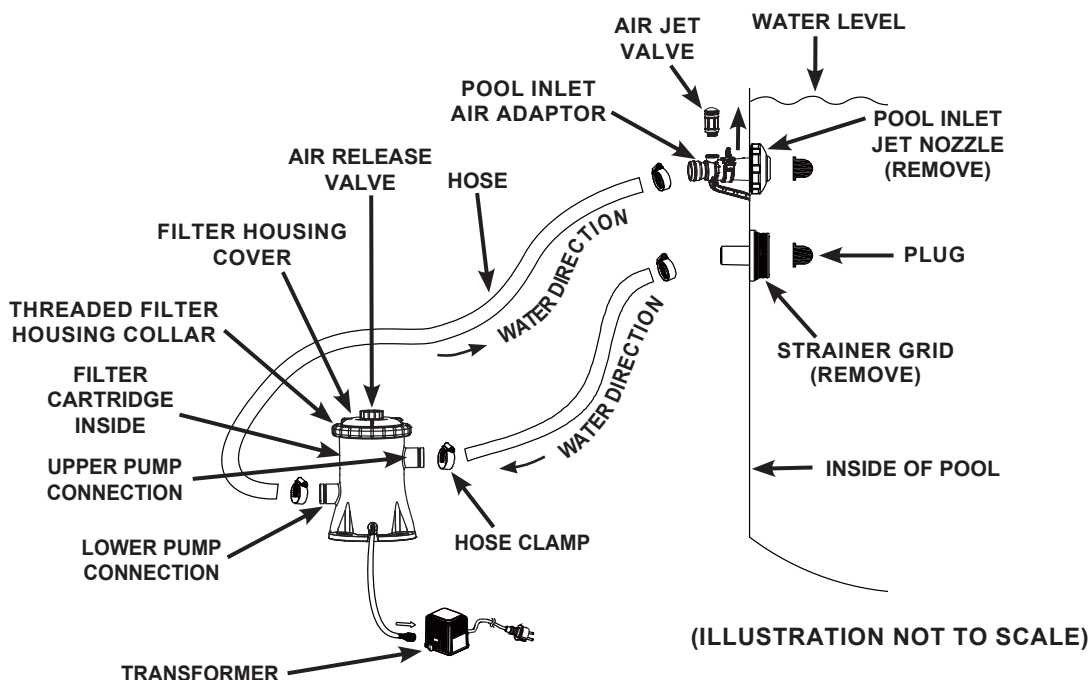 AIR JET
VALVE
WATER LEVEL
POOL INLET
AIR ADAPTOR
POOL INLET
JET NOZZLE
(REMOVE)
AIR RELEASE
VALVE
HOSE
FILTER HOUSING
COVER
WATER DIRECTION
PLUG
THREADED FILTER
HOUSING COLLAR
WATER DIRECTION
STRAINER GRID
(REMOVE)
FILTER
CARTRIDGE
INSIDE
UPPER PUMP
CONNECTION
INSIDE OF POOL
LOWER PUMP
CONNECTION
HOSE CLAMP
(ILLUSTRATION NOT TO SCALE)
TRANSFORMER